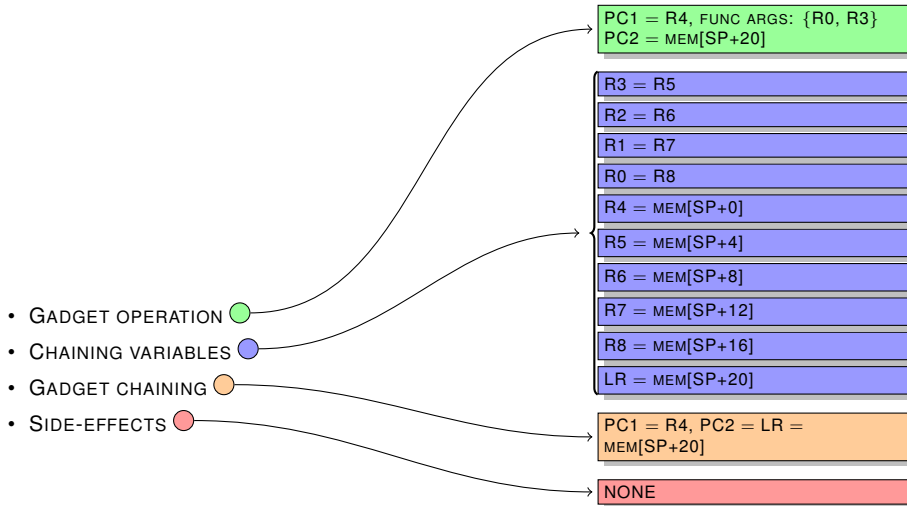 PC1 = R4, FUNC ARGS: {R0, R3}
PC2 = MEM[SP+20]
R3 = R5
R2 = R6
R1 = R7
R0 = R8
R4 = MEM[SP+0]
R5 = MEM[SP+4]
R6 = MEM[SP+8]
R7 = MEM[SP+12]
R8 = MEM[SP+16]
LR = MEM[SP+20]
• GADGET OPERATION
• CHAINING VARIABLES
• GADGET CHAINING
• SIDE-EFFECTS
PC1 = R4, PC2 = LR =
MEM[SP+20]
NONE